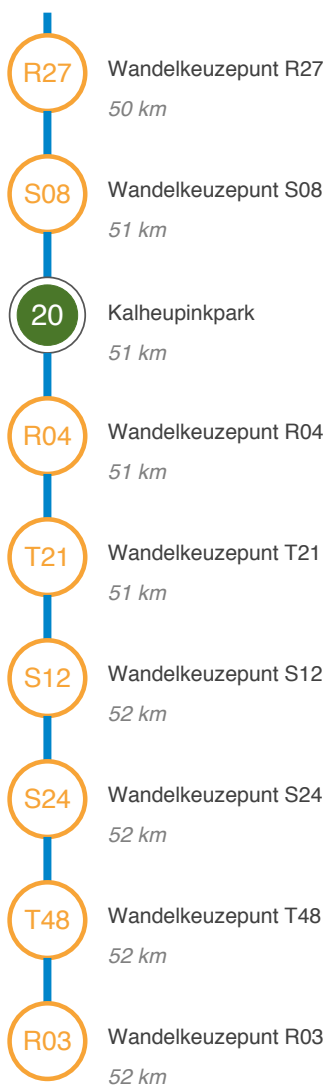 R27
Wandelkeuzepunt R27
50 km
S08
Wandelkeuzepunt S08
51 km
20
Kalheupinkpark
51 km
R04
Wandelkeuzepunt R04
51 km
T21
Wandelkeuzepunt T21
51 km
S12
Wandelkeuzepunt S12
52 km
S24
Wandelkeuzepunt S24
52 km
T48
Wandelkeuzepunt T48
52 km
R03
Wandelkeuzepunt R03
52 km